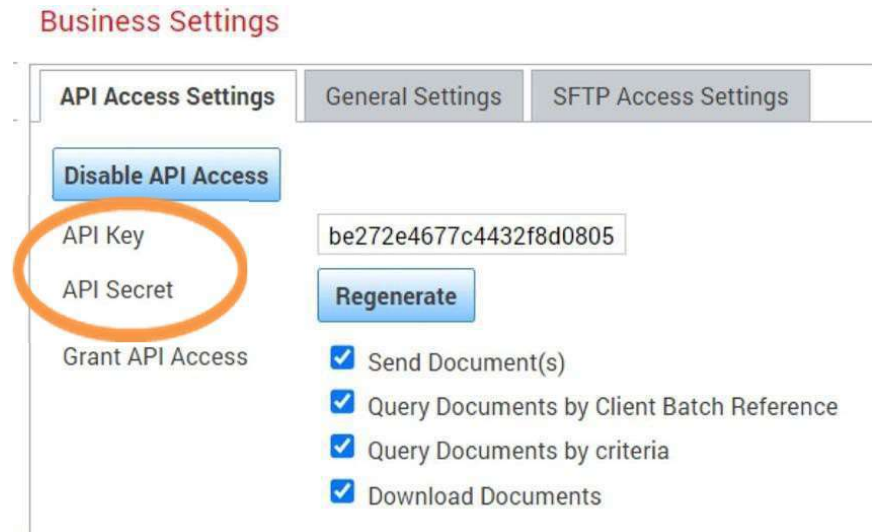 Business Settings
API Access Settings General Settings SFTP Access Settings
Disable API Access
API Key be272e4677c4432f8d0805
API Secret Regenerate
Grant API Access Send Document(s)
Query Documents by Client Batch Reference
Query Documents by criteria
Download Documents